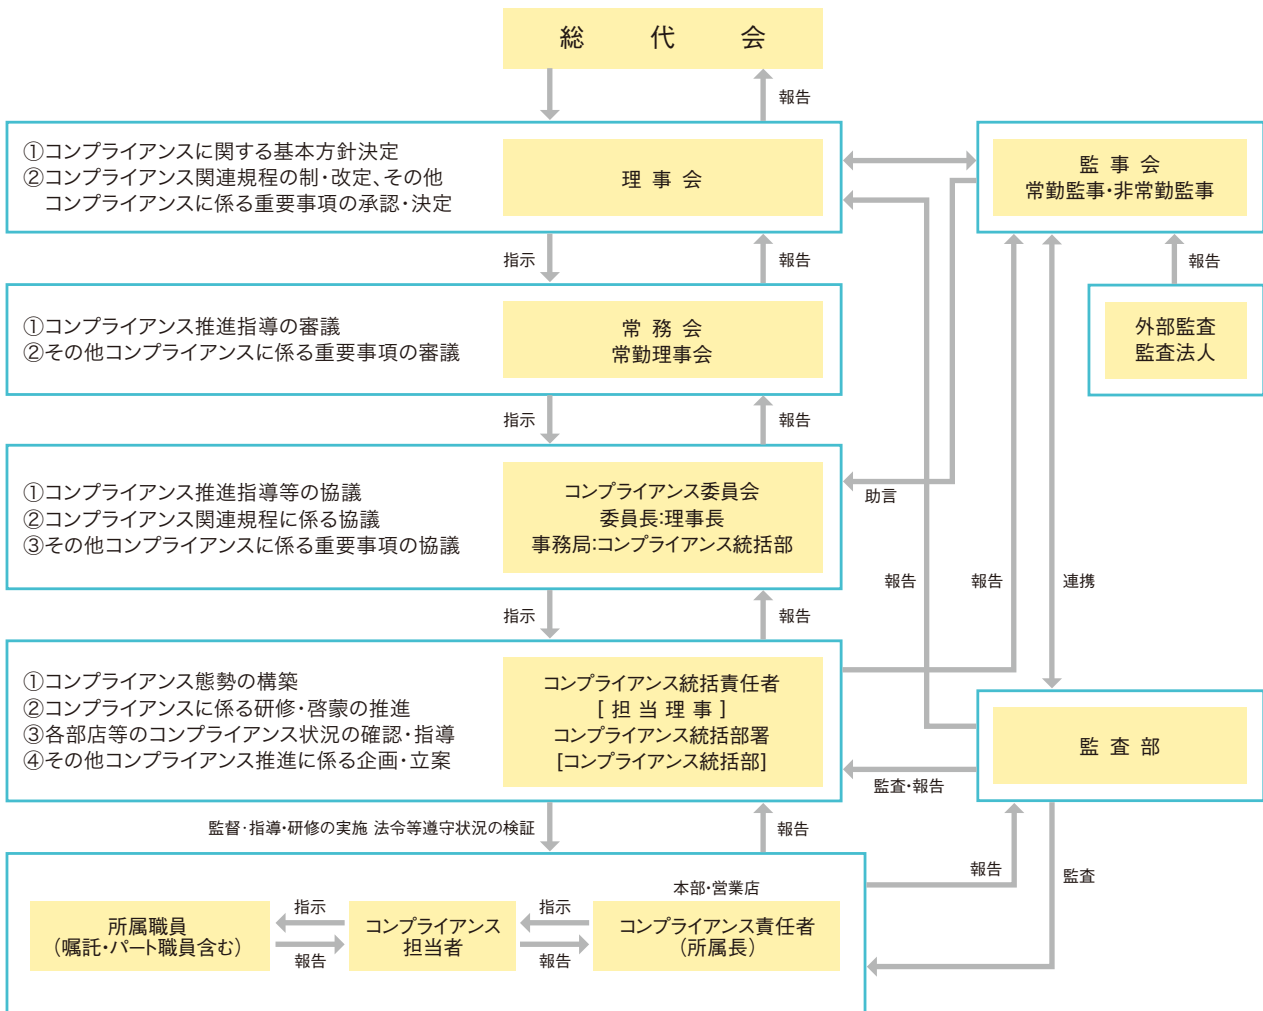 総代会
報告
①コンプライアンスに関する基本方針決定
②コンプライアンス関連規程の制・改定、その他
コンプライアンスに係る重要事項の承認・決定
理事会
監事会
常勤監事・非常勤監事
指示
報告
報告
①コンプライアンス推進指導の審議
②その他コンプライアンスに係る重要事項の審議
常務会
常勤理事会
外部監査
監査法人
指示
報告
①コンプライアンス推進指導等の協議
②コンプライアンス関連規程に係る協議
③その他コンプライアンスに係る重要事項の協議
コンプライアンス委員会
委員長:理事長
事務局:コンプライアンス統括部
助言
報告
報告
連携
指示
報告
①コンプライアンス態勢の構築
②コンプライアンスに係る研修・啓蒙の推進
③各部店等のコンプライアンス状況の確認・指導
④その他コンプライアンス推進に係る企画・立案
コンプライアンス統括責任者
[担当理事]
コンプライアンス統括部署
[コンプライアンス統括部]
監査部
監査・報告
監督・指導・研修の実施 法令等遵守状況の検証
報告
報告
監査
本部・営業店
所属職員
(嘱託・パート職員含む)
指示
報告
コンプライアンス
担当者
指示
報告
コンプライアンス責任者
(所属長)